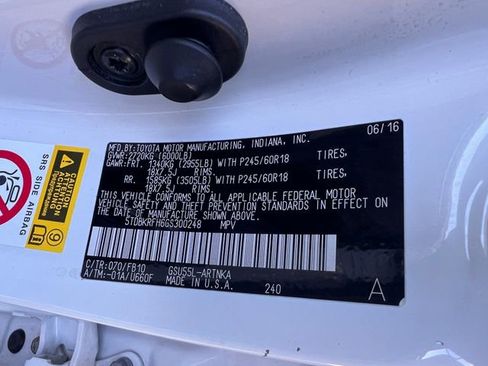 MFD.BY:TOYOTA MOTOR MANUFACTURING, INDIANA, INC.
06/16
GVWR:2720KG (6000LB)
GAWR:FRT. 1340KG (2955LB) WITH P245/60R18 TIRES,
18X7.5J RIMS,
RR. 1585KG (3505LB) WITH P245/60R18 TIRES,
18X7.5J RIMS,
THIS VEHICLE CONFORMS TO ALL APPLICABLE FEDERAL MOTOR
VEHICLE SAFETY AND THEFT PREVENTION STANDARDS IN EFFECT
ON THE DATE OF MANUFACTURE SHOWN ABOVE.
5TDBKRFH6GS300248 MPV
C/TR:070/FB10 GSU55L-ARTNKA
A/TM:-01A/U660F MADE IN U.S.A.
240
A
SRS SIDE AIRBAG
CAUTION
ATTENTION
9